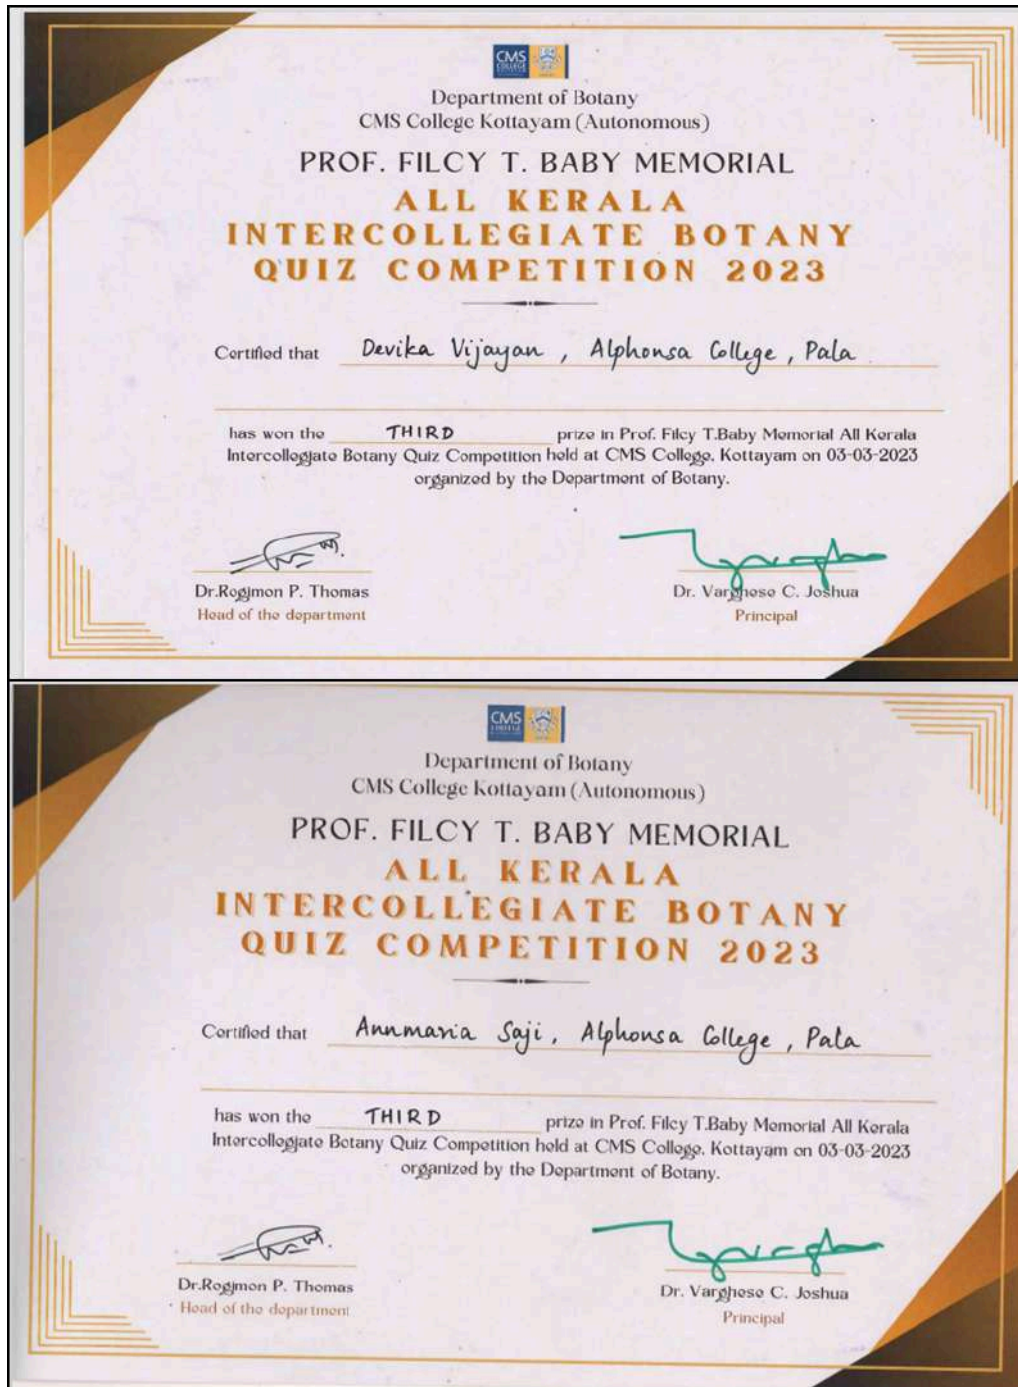 CMS
COLLEGE
Department of Botany
CMS College Kottayam (Autonomous)
PROF. FILCY T. BABY MEMORIAL
ALL KERALA
INTERCOLLEGIATE BOTANY
QUIZ COMPETITION 2023
Certified that Devika Vijayan, Alphonsa College, Pala
has won the THIRD prize in Prof. Filcy T.Baby Memorial All Kerala
Intercollegiate Botany Quiz Competition held at CMS College, Kottayam on 03-03-2023
organized by the Department of Botany.
Dr.Rogimon P. Thomas
Head of the department
Dr. Varghese C. Joshua
Principal
CMS
COLLEGE
Department of Botany
CMS College Kottayam (Autonomous)
PROF. FILCY T. BABY MEMORIAL
ALL KERALA
INTERCOLLEGIATE BOTANY
QUIZ COMPETITION 2023
Certified that Annmaria Saji, Alphonsa College, Pala
has won the THIRD prize in Prof. Filcy T.Baby Memorial All Kerala
Intercollegiate Botany Quiz Competition held at CMS College, Kottayam on 03-03-2023
organized by the Department of Botany.
Dr.Rogimon P. Thomas
Head of the department
Dr. Varghese C. Joshua
Principal